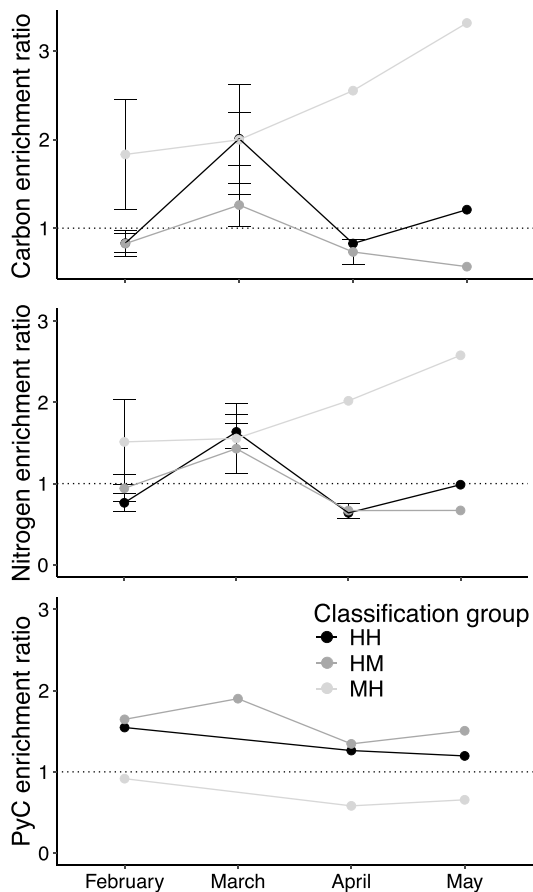 Carbon enrichment ratio
3
2
1
Nitrogen enrichment ratio
3
2
1
0
PyC enrichment ratio
3
2
1
0
Classification group
HH
HM
MH
February March April May